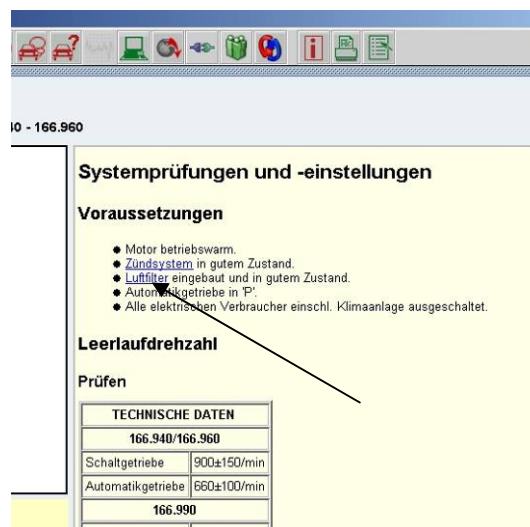 0 - 166.960
Systemprüfungen und -einstellungen
Voraussetzungen
Motor betriebswarm.
Zündsystem in gutem Zustand.
Luftfilter eingebaut und in gutem Zustand.
Automatikgetriebe in 'P'.
Alle elektrischen Verbraucher einschl. Klimaanlage ausgeschaltet.
Leerlaufdrehzahl
Prüfen
TECHNISCHE DATEN
166.940/166.960
Schaltgetriebe 900±150/min
Automatikgetriebe 660±100/min
166.990